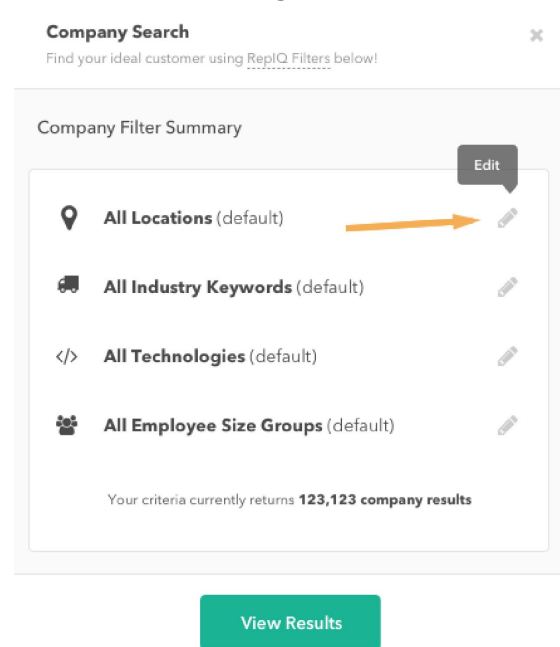 Company Search
Find your ideal customer using RepIQ Filters below!
Company Filter Summary
Edit
All Locations (default)
All Industry Keywords (default)
</> All Technologies (default)
All Employee Size Groups (default)
Your criteria currently returns 123,123 company results
View Results